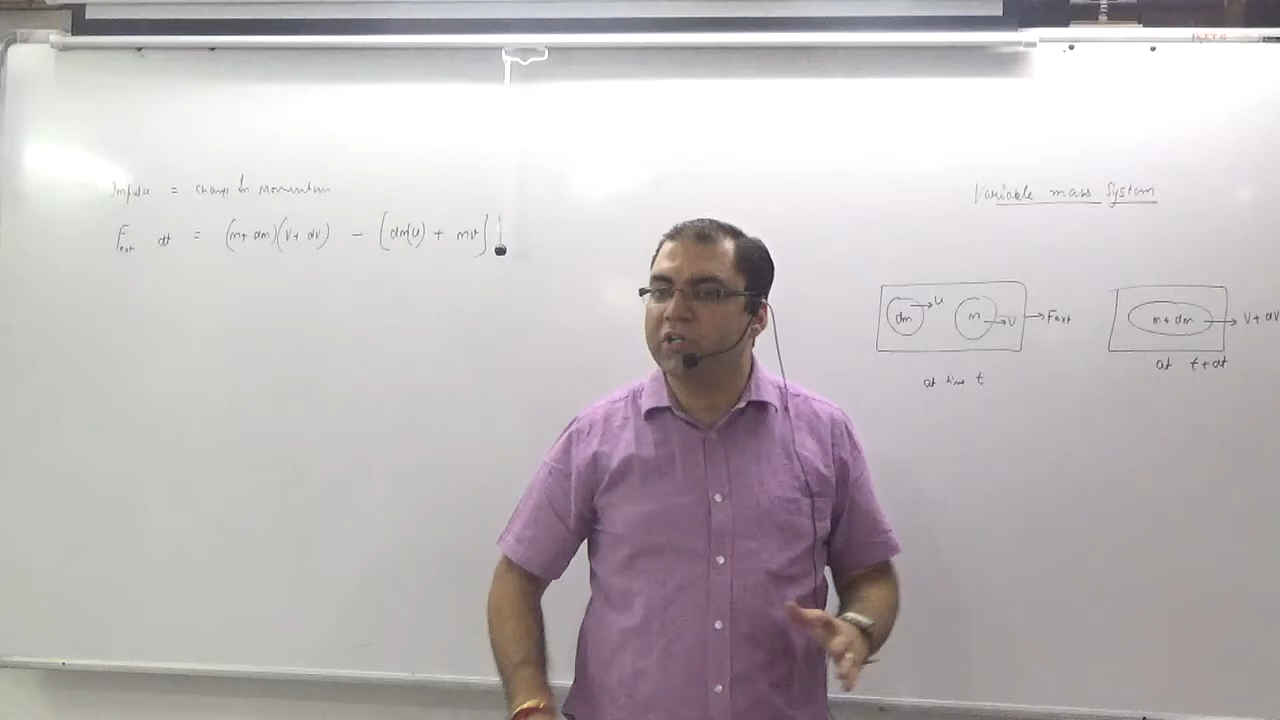 Impulse = change in Momentum
F_ext dt = (m+dm)(v+dv) - [dm(u) + mv]
Variable mass System
dm → u m → v → Fext
at time t
m+dm → v+dv
at t+dt